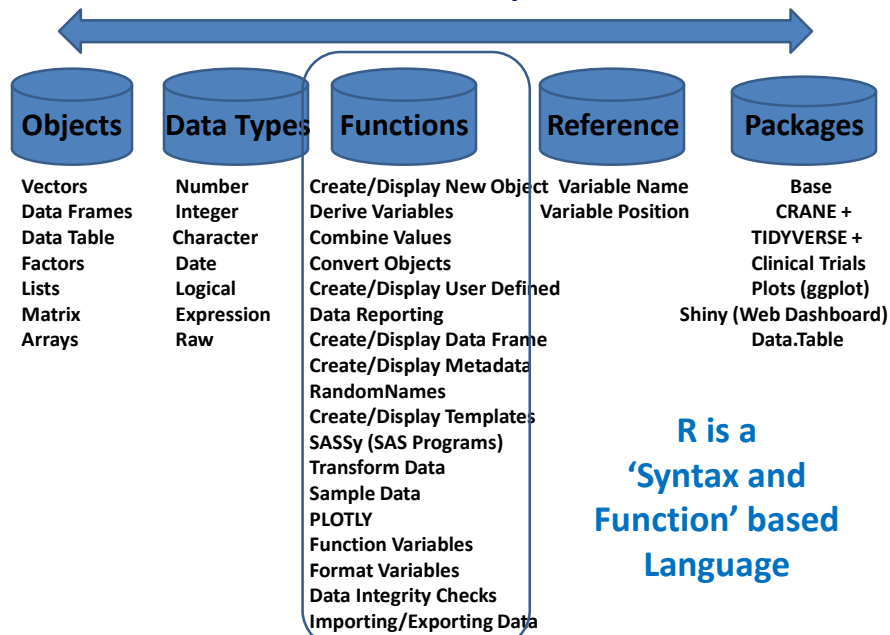 Objects
Vectors
Data Frames
Data Table
Factors
Lists
Matrix
Arrays
Data Types
Number
Integer
Character
Date
Logical
Expression
Raw
Functions
Create/Display New Object
Derive Variables
Combine Values
Convert Objects
Create/Display User Defined
Data Reporting
Create/Display Data Frame
Create/Display Metadata
RandomNames
Create/Display Templates
SASSy (SAS Programs)
Transform Data
Sample Data
PLOTLY
Function Variables
Format Variables
Data Integrity Checks
Importing/Exporting Data
Reference
Variable Name
Variable Position
Packages
Base
CRANE +
TIDYVERSE +
Clinical Trials
Plots (ggplot)
Shiny (Web Dashboard)
Data.Table
R is a
‘Syntax and
Function’ based
Language